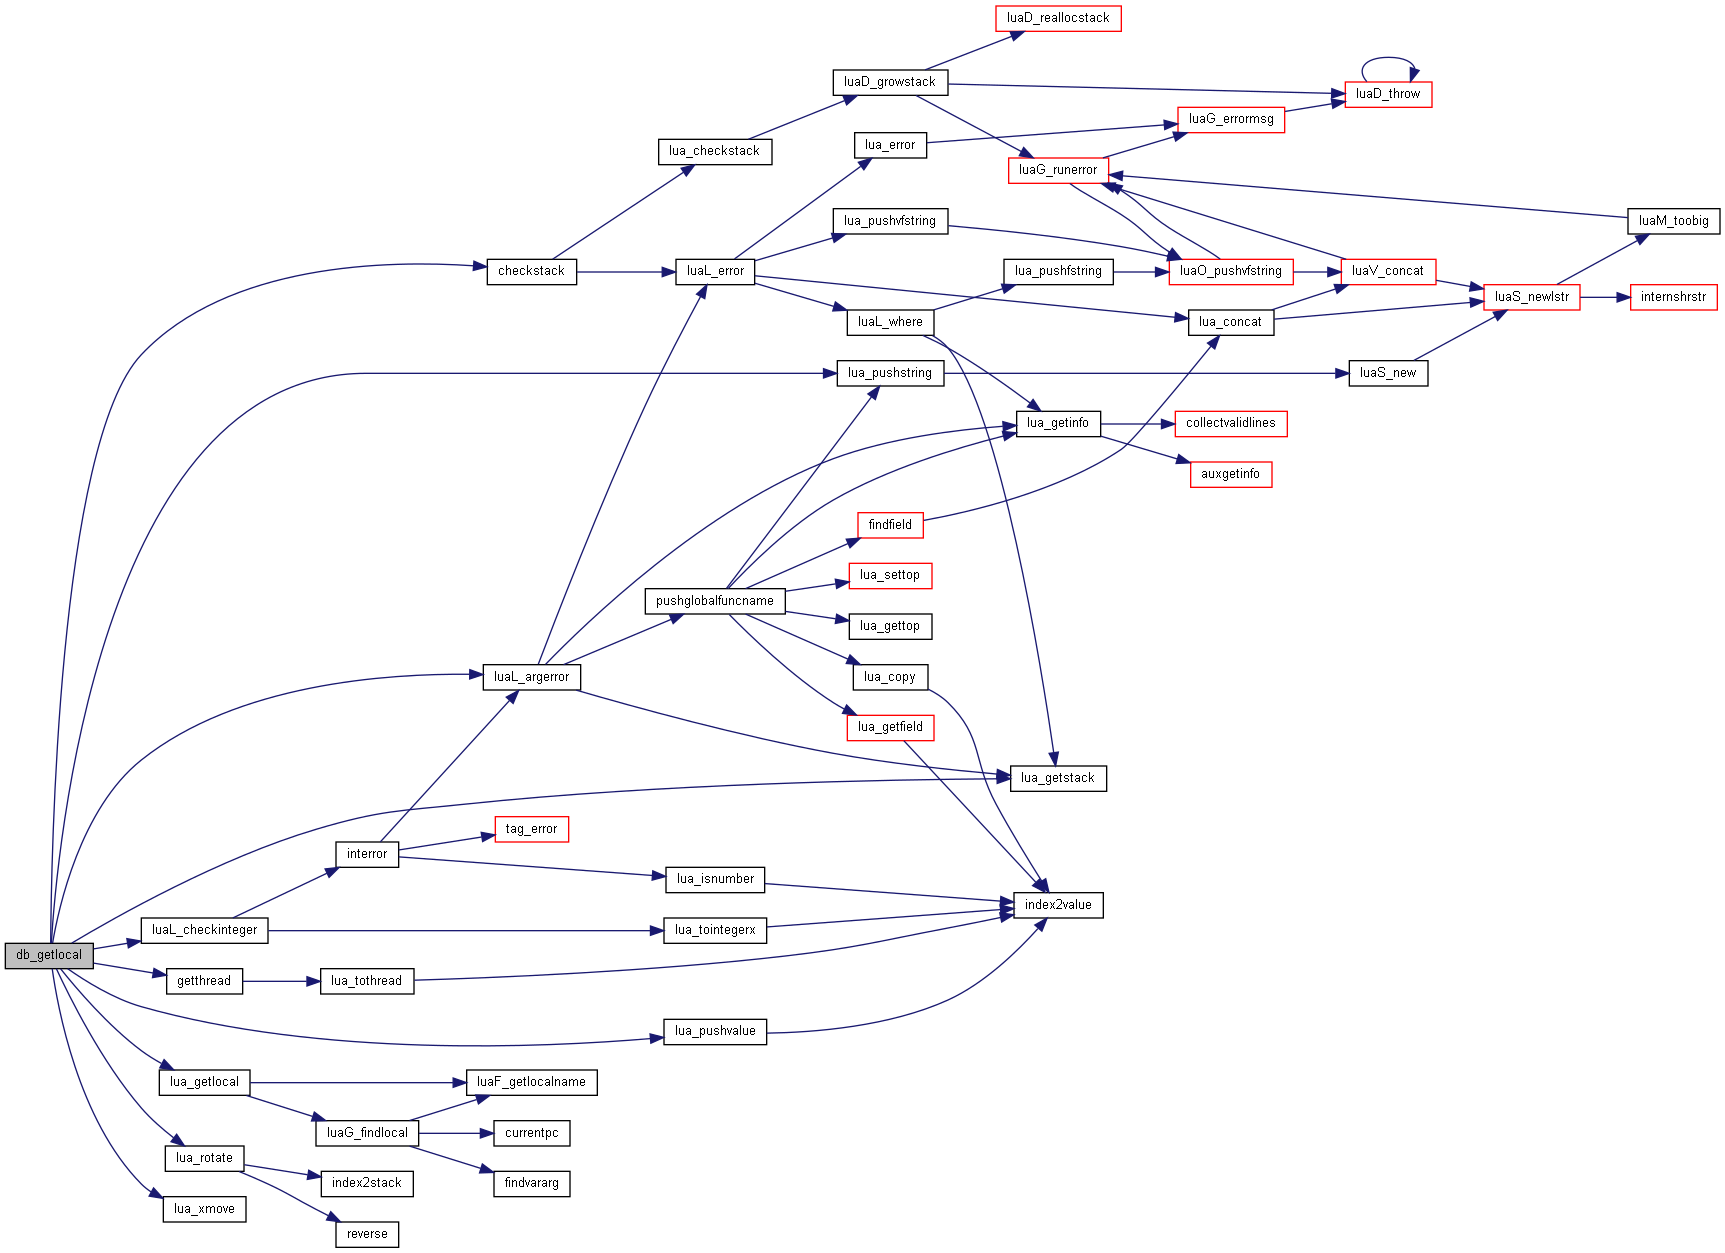 luaD_reallocstack
luaD_growstack
luaD_throw
luaG_errormsg
lua_error
lua_checkstack
luaG_runerror
lua_pushvfstring
luaM_toobig
checkstack
luaL_error
lua_pushfstring
luaO_pushvfstring
luaV_concat
luaS_newlstr
internshrstr
luaL_where
lua_concat
lua_pushstring
luaS_new
lua_getinfo
collectvalidlines
auxgetinfo
findfield
lua_settop
pushglobalfuncname
lua_gettop
luaL_argerror
lua_copy
lua_getfield
lua_getstack
tag_error
interror
lua_isnumber
index2value
luaL_checkinteger
lua_tointegerx
db_getlocal
getthread
lua_tothread
lua_pushvalue
lua_getlocal
luaF_getlocalname
luaG_findlocal
currentpc
lua_rotate
index2stack
findvararg
lua_xmove
reverse